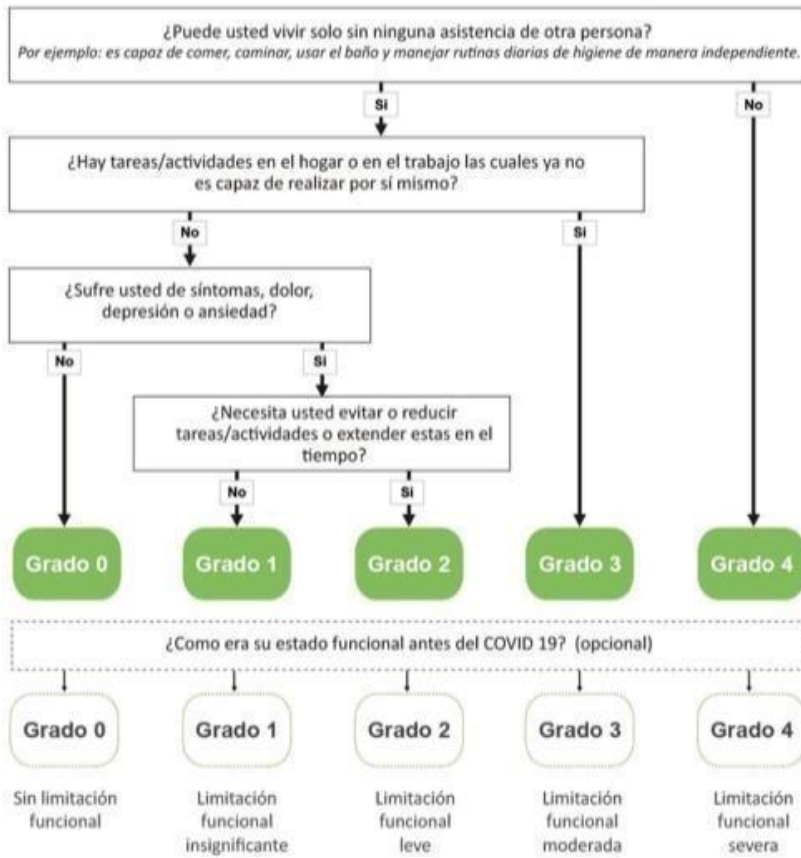 ¿Puede usted vivir solo sin ninguna asistencia de otra persona?
Por ejemplo: es capaz de comer, caminar, usar el baño y manejar rutinas diarias de higiene de manera independiente.
Si
No
¿Hay tareas/actividades en el hogar o en el trabajo las cuales ya no
es capaz de realizar por sí mismo?
No
Si
¿Sufre usted de síntomas, dolor,
depresión o ansiedad?
No
Si
¿Necesita usted evitar o reducir
tareas/actividades o extender estas en el
tiempo?
No
Si
Grado 0
Grado 1
Grado 2
Grado 3
Grado 4
¿Como era su estado funcional antes del COVID 19? (opcional)
Grado 0
Grado 1
Grado 2
Grado 3
Grado 4
Sin limitación
funcional
Limitación
funcional
insignificante
Limitación
funcional
leve
Limitación
funcional
moderada
Limitación
funcional
severa